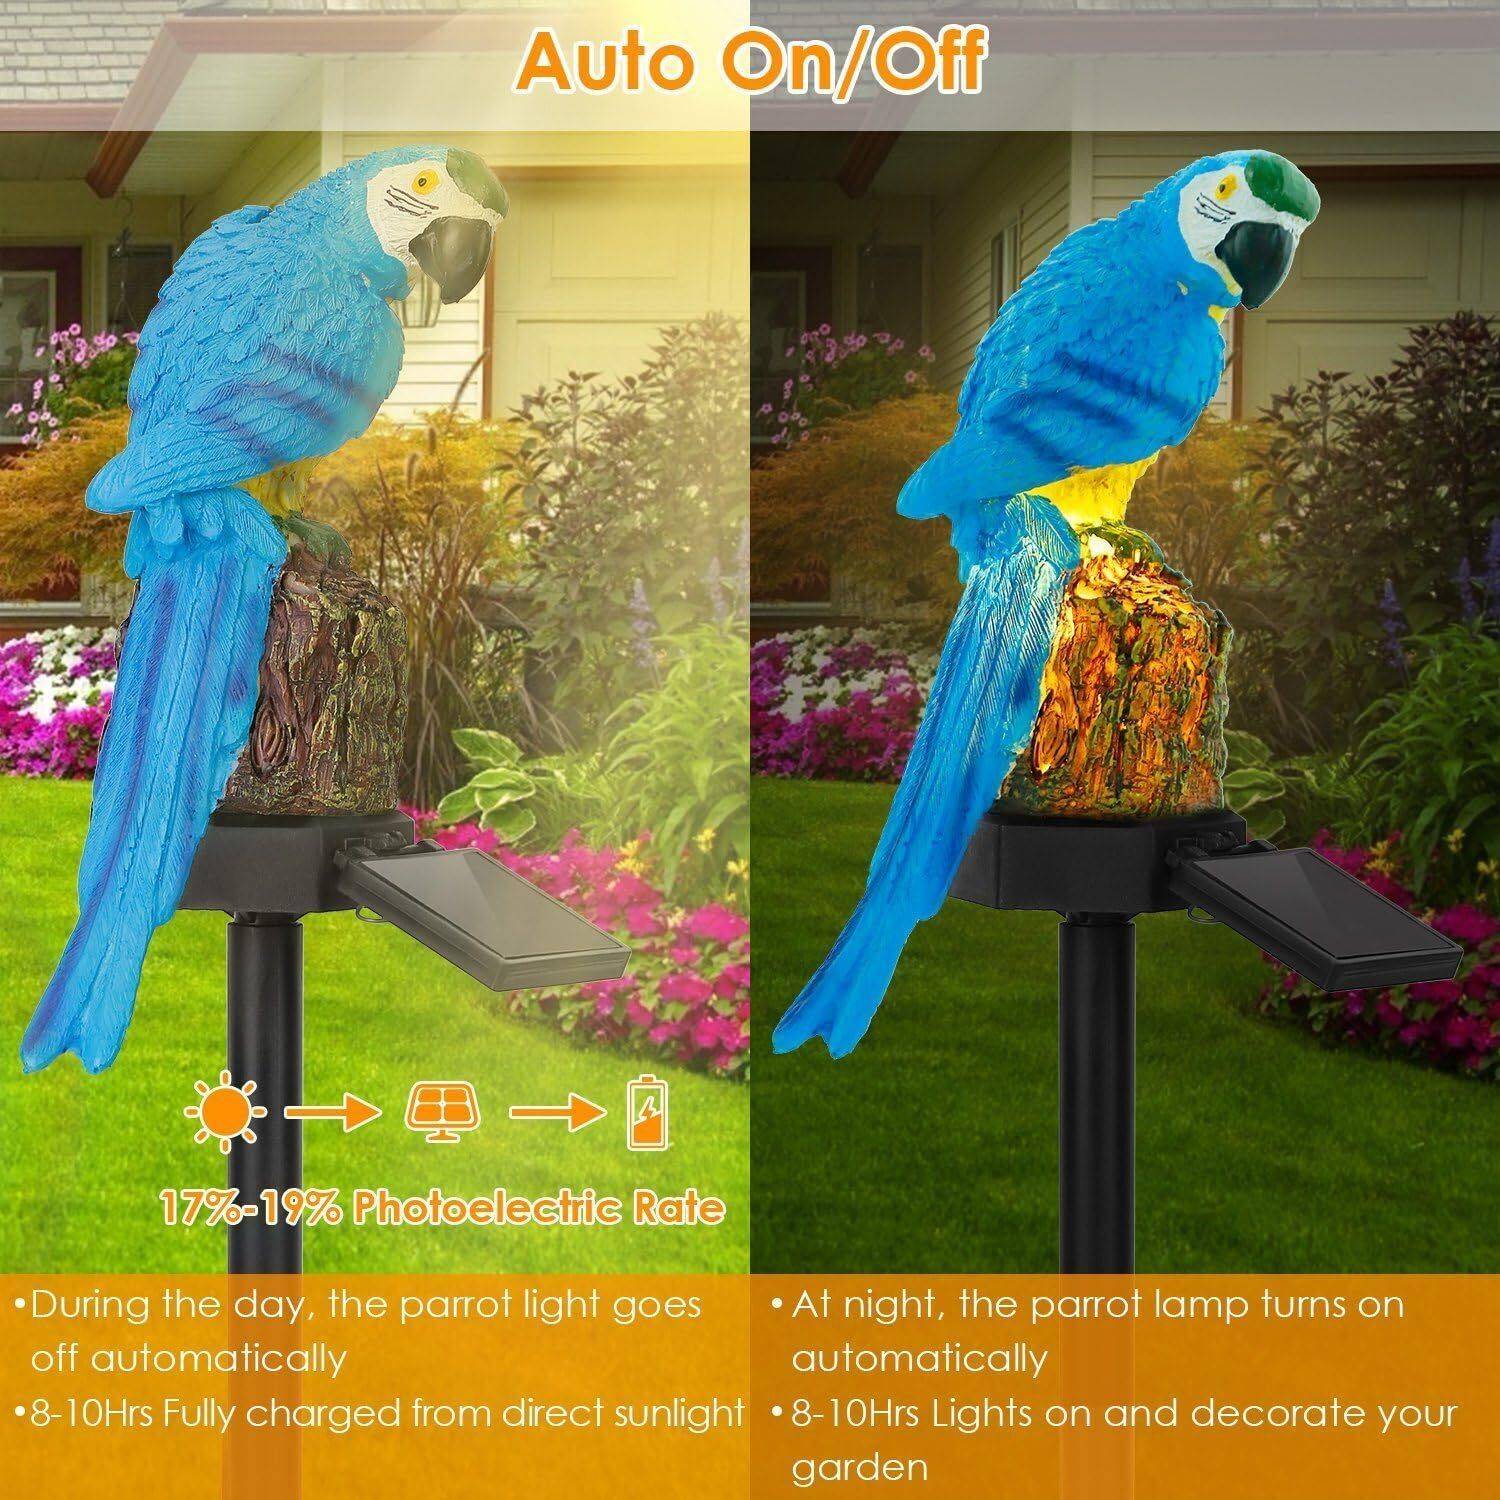 Auto On/Off
17%-19% Photoelectric Rate
•During the day, the parrot light goes
off automatically
•8-10Hrs Fully charged from direct sunlight
•At night, the parrot lamp turns on
automatically
•8-10Hrs Lights on and decorate your
garden